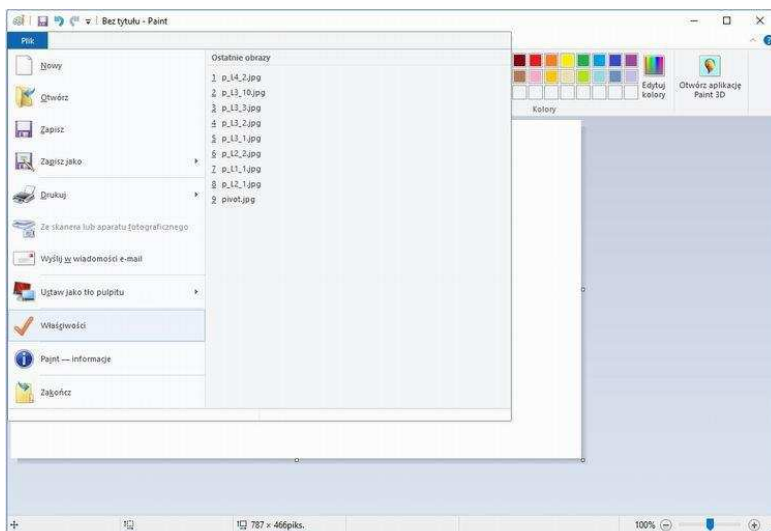 Bez tytułu - Paint
Plik
Nowy
Otwórz
Zapisz
Zapisz jako
Drukuj
Ze skanera lub aparatu fotograficznego
Wyślij w wiadomości e-mail
Ustaw jako tło pulpitu
Właściwości
Paint — informacje
Zakończ
Ostatnie obrazy
1 p_L4_2.jpg
2 p_L3_10.jpg
3 p_L3_3.jpg
4 p_L3_2.jpg
5 p_L3_1.jpg
6 p_L2_2.jpg
7 p_L1_1.jpg
8 p_L2_1.jpg
9 pivot.jpg
Edytuj
kolory
Otwórz aplikację
Paint 3D
Kolory
787 × 466piks.
100%